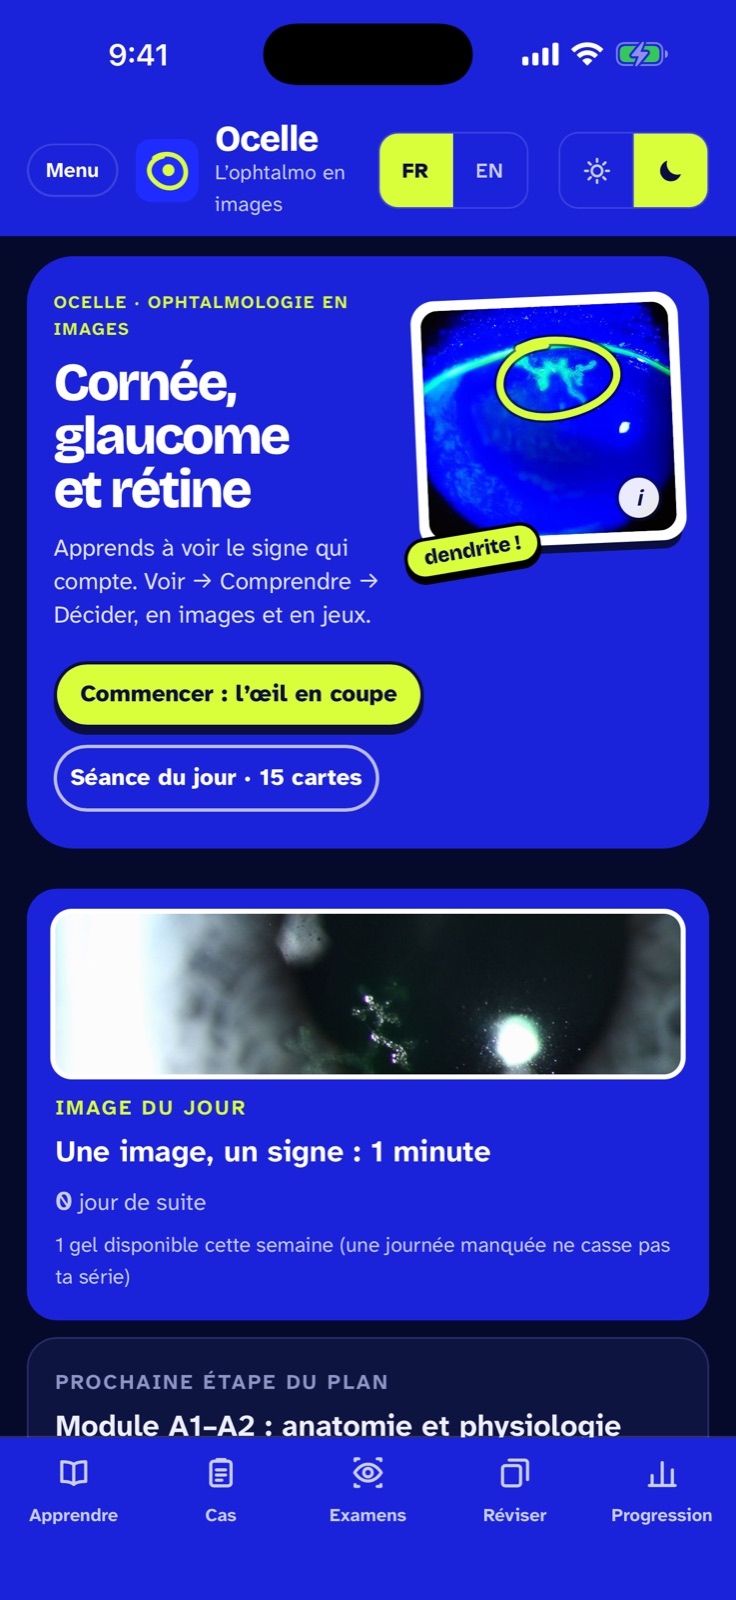 9:41
Menu
Ocelle
L'ophtalmo en
images
FR
EN
OCELLE · OPHTALMOLOGIE EN
IMAGES
Cornée,
glaucome
et rétine
Apprends à voir le signe qui
compte. Voir → Comprendre →
Décider, en images et en jeux.
i
dendrite !
Commencer : l'œil en coupe
Séance du jour · 15 cartes
IMAGE DU JOUR
Une image, un signe : 1 minute
0 jour de suite
1 gel disponible cette semaine (une journée manquée ne casse pas
ta série)
PROCHAINE ÉTAPE DU PLAN
Module A1–A2 : anatomie et physiologie
Apprendre
Cas
Examens
Réviser
Progression